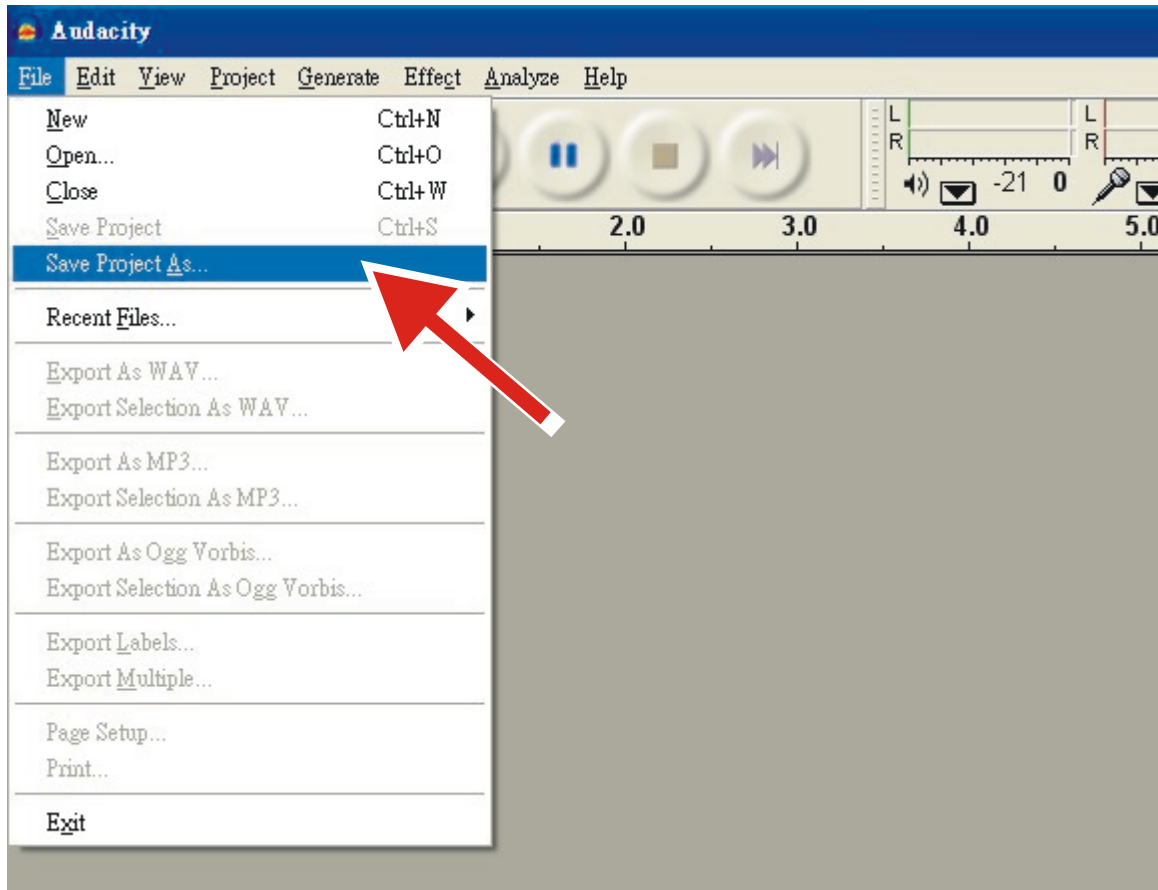 Audacity
File Edit View Project Generate Effect Analyze Help
New Ctrl+N
Open... Ctrl+O
Close Ctrl+W
Save Project Ctrl+S
Save Project As...
Recent Files...
Export As WAV...
Export Selection As WAV...
Export As MP3...
Export Selection As MP3...
Export As Ogg Vorbis...
Export Selection As Ogg Vorbis...
Export Labels...
Export Multiple...
Page Setup...
Print...
Exit
L L
R R
-21 0
2.0 3.0 4.0 5.0